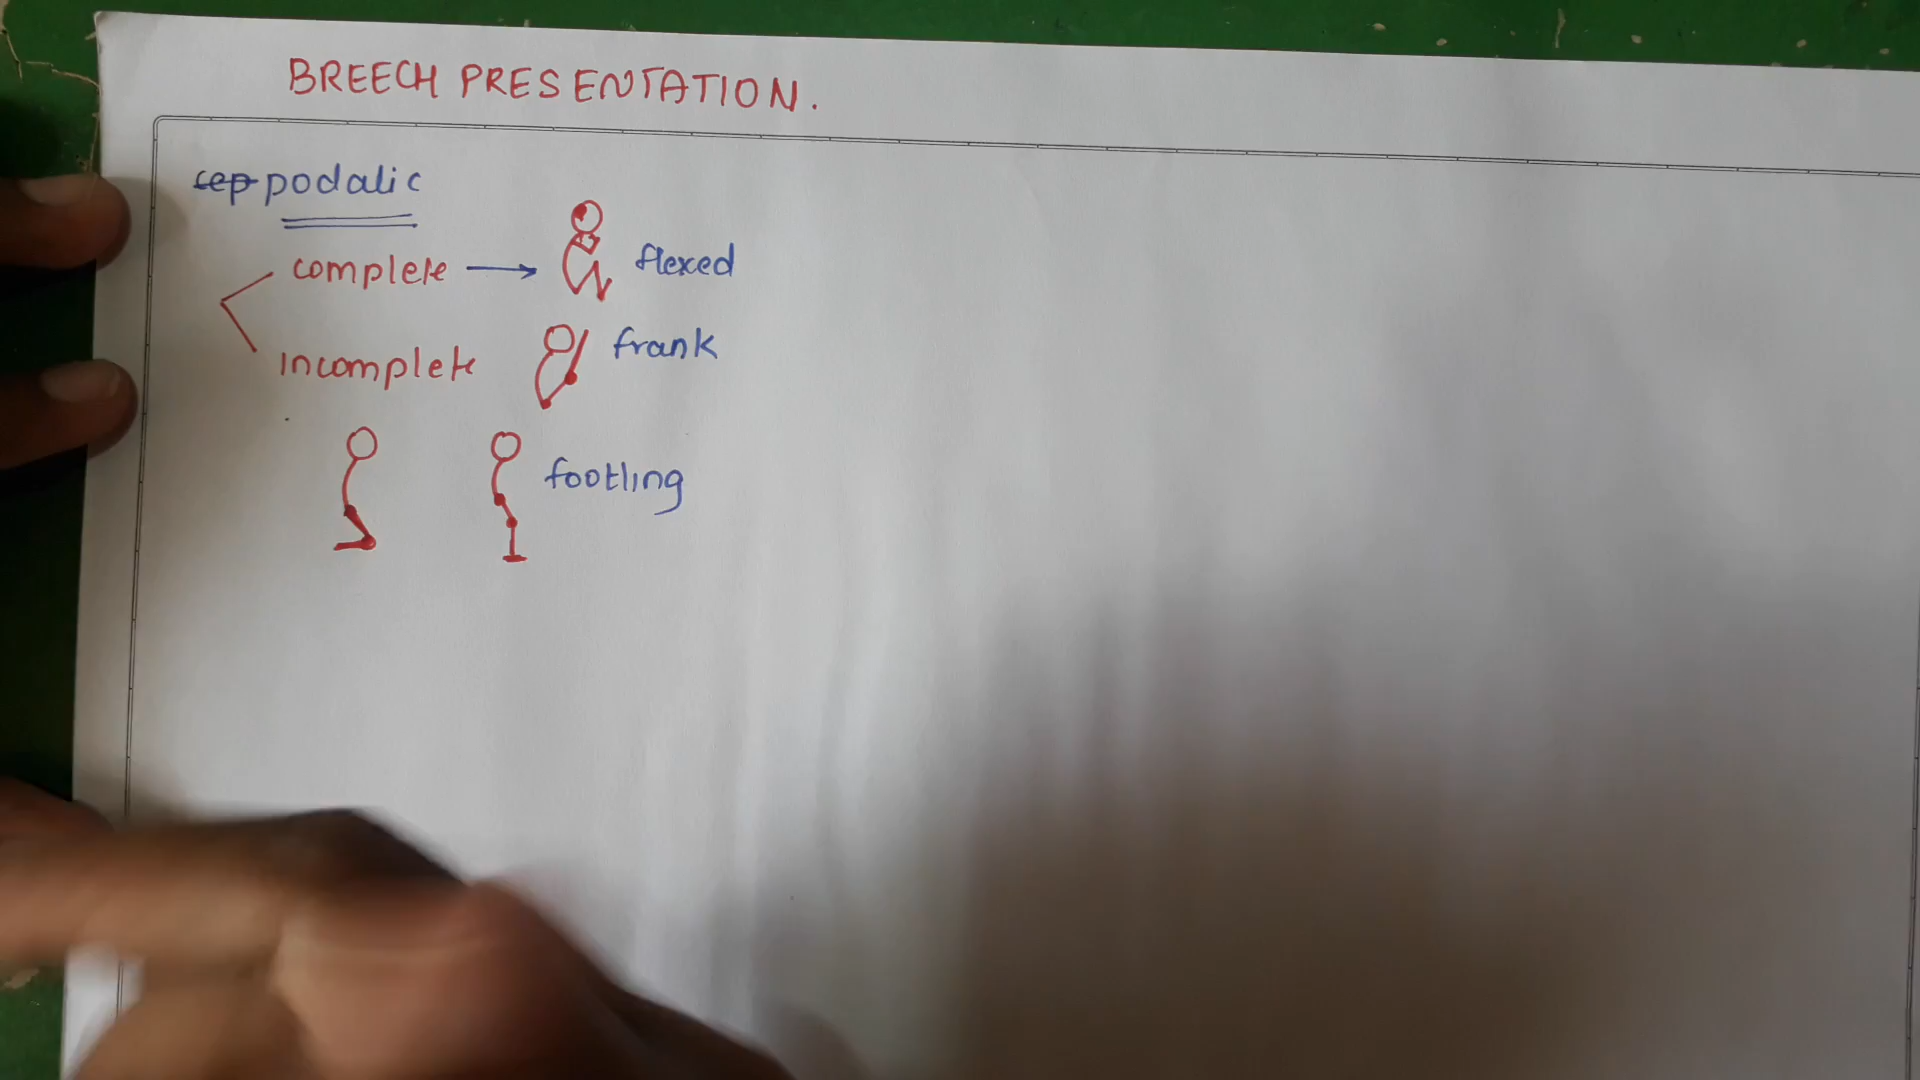 BREECH PRESENTATION.
cep podalic
complete → flexed
incomplete frank
footling